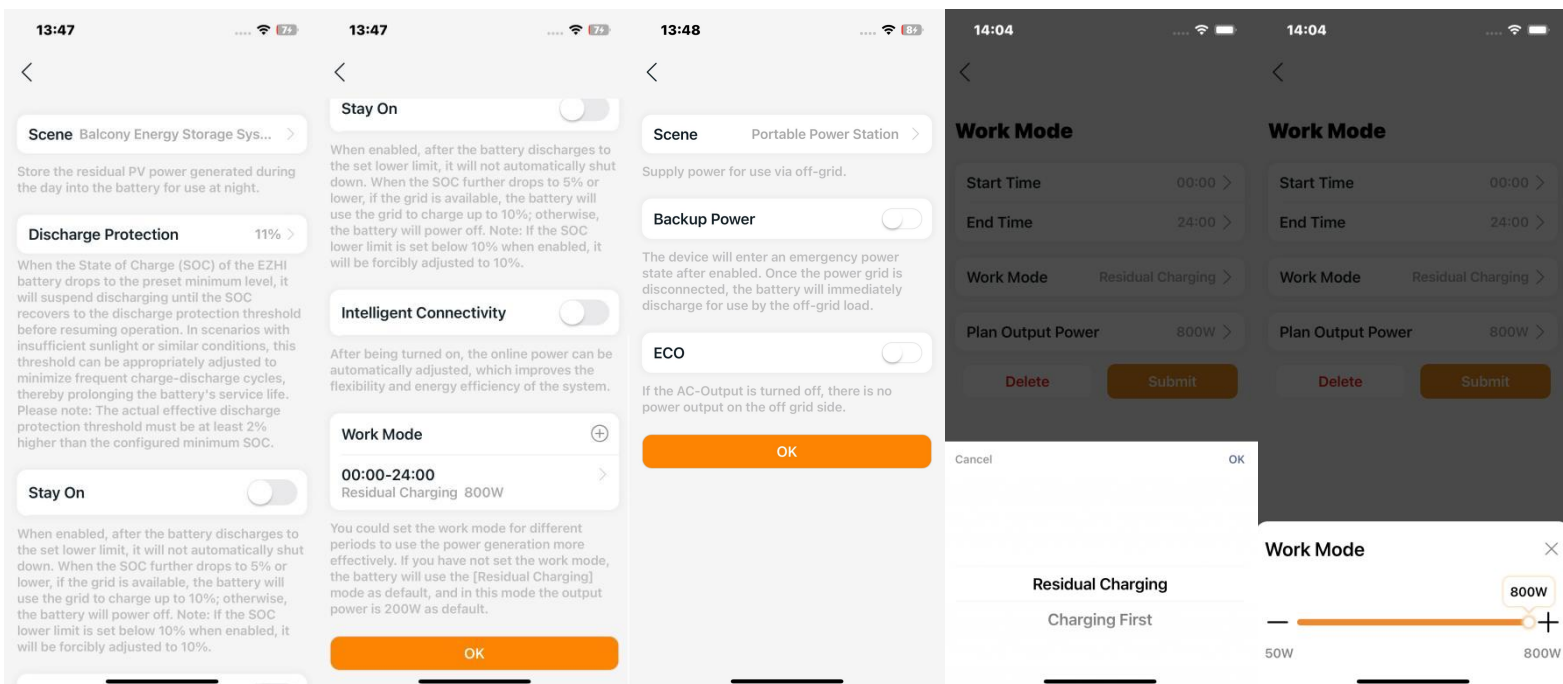 13:47
Scene Balcony Energy Storage Sys...
Store the residual PV power generated during
the day into the battery for use at night.
Discharge Protection 11%
When the State of Charge (SOC) of the EZHI
battery drops to the preset minimum level, it
will suspend discharging until the SOC
recovers to the discharge protection threshold
before resuming operation. In scenarios with
insufficient sunlight or similar conditions, this
threshold can be appropriately adjusted to
minimize frequent charge-discharge cycles,
thereby prolonging the battery's service life.
Please note: The actual effective discharge
protection threshold must be at least 2%
higher than the configured minimum SOC.
Stay On
When enabled, after the battery discharges to
the set lower limit, it will not automatically shut
down. When the SOC further drops to 5% or
lower, if the grid is available, the battery will
use the grid to charge up to 10%; otherwise,
the battery will power off. Note: If the SOC
lower limit is set below 10% when enabled, it
will be forcibly adjusted to 10%.
13:47
Stay On
When enabled, after the battery discharges to
the set lower limit, it will not automatically shut
down. When the SOC further drops to 5% or
lower, if the grid is available, the battery will
use the grid to charge up to 10%; otherwise,
the battery will power off. Note: If the SOC
lower limit is set below 10% when enabled, it
will be forcibly adjusted to 10%.
Intelligent Connectivity
After being turned on, the online power can be
automatically adjusted, which improves the
flexibility and energy efficiency of the system.
Work Mode
00:00-24:00
Residual Charging 800W
You could set the work mode for different
periods to use the power generation more
effectively. If you have not set the work mode,
the battery will use the [Residual Charging]
mode as default, and in this mode the output
power is 200W as default.
OK
13:48
Scene Portable Power Station
Supply power for use via off-grid.
Backup Power
The device will enter an emergency power
state after enabled. Once the power grid is
disconnected, the battery will immediately
discharge for use by the off-grid load.
ECO
If the AC-Output is turned off, there is no
power output on the off grid side.
OK
14:04
Work Mode
Start Time 00:00
End Time 24:00
Work Mode Residual Charging
Plan Output Power 800W
Delete Submit
Cancel OK
Residual Charging
Charging First
14:04
Work Mode
Start Time 00:00
End Time 24:00
Work Mode Residual Charging
Plan Output Power 800W
Delete Submit
Work Mode
800W
50W 800W